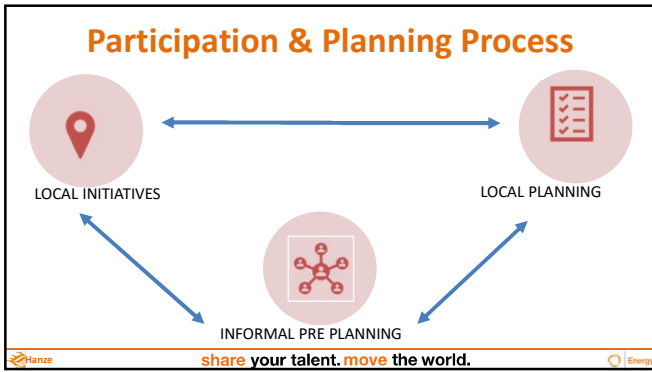 Participation & Planning Process
LOCAL INITIATIVES
LOCAL PLANNING
INFORMAL PRE PLANNING
Hanze
share your talent. move the world.
Energy